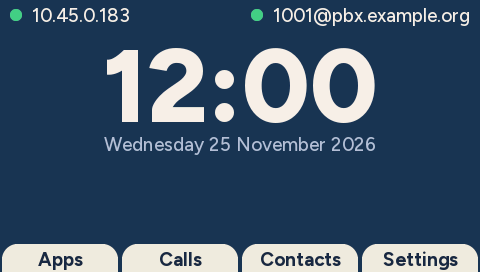 10.45.0.183 1001@pbx.example.org
12:00
Wednesday 25 November 2026
Apps Calls Contacts Settings